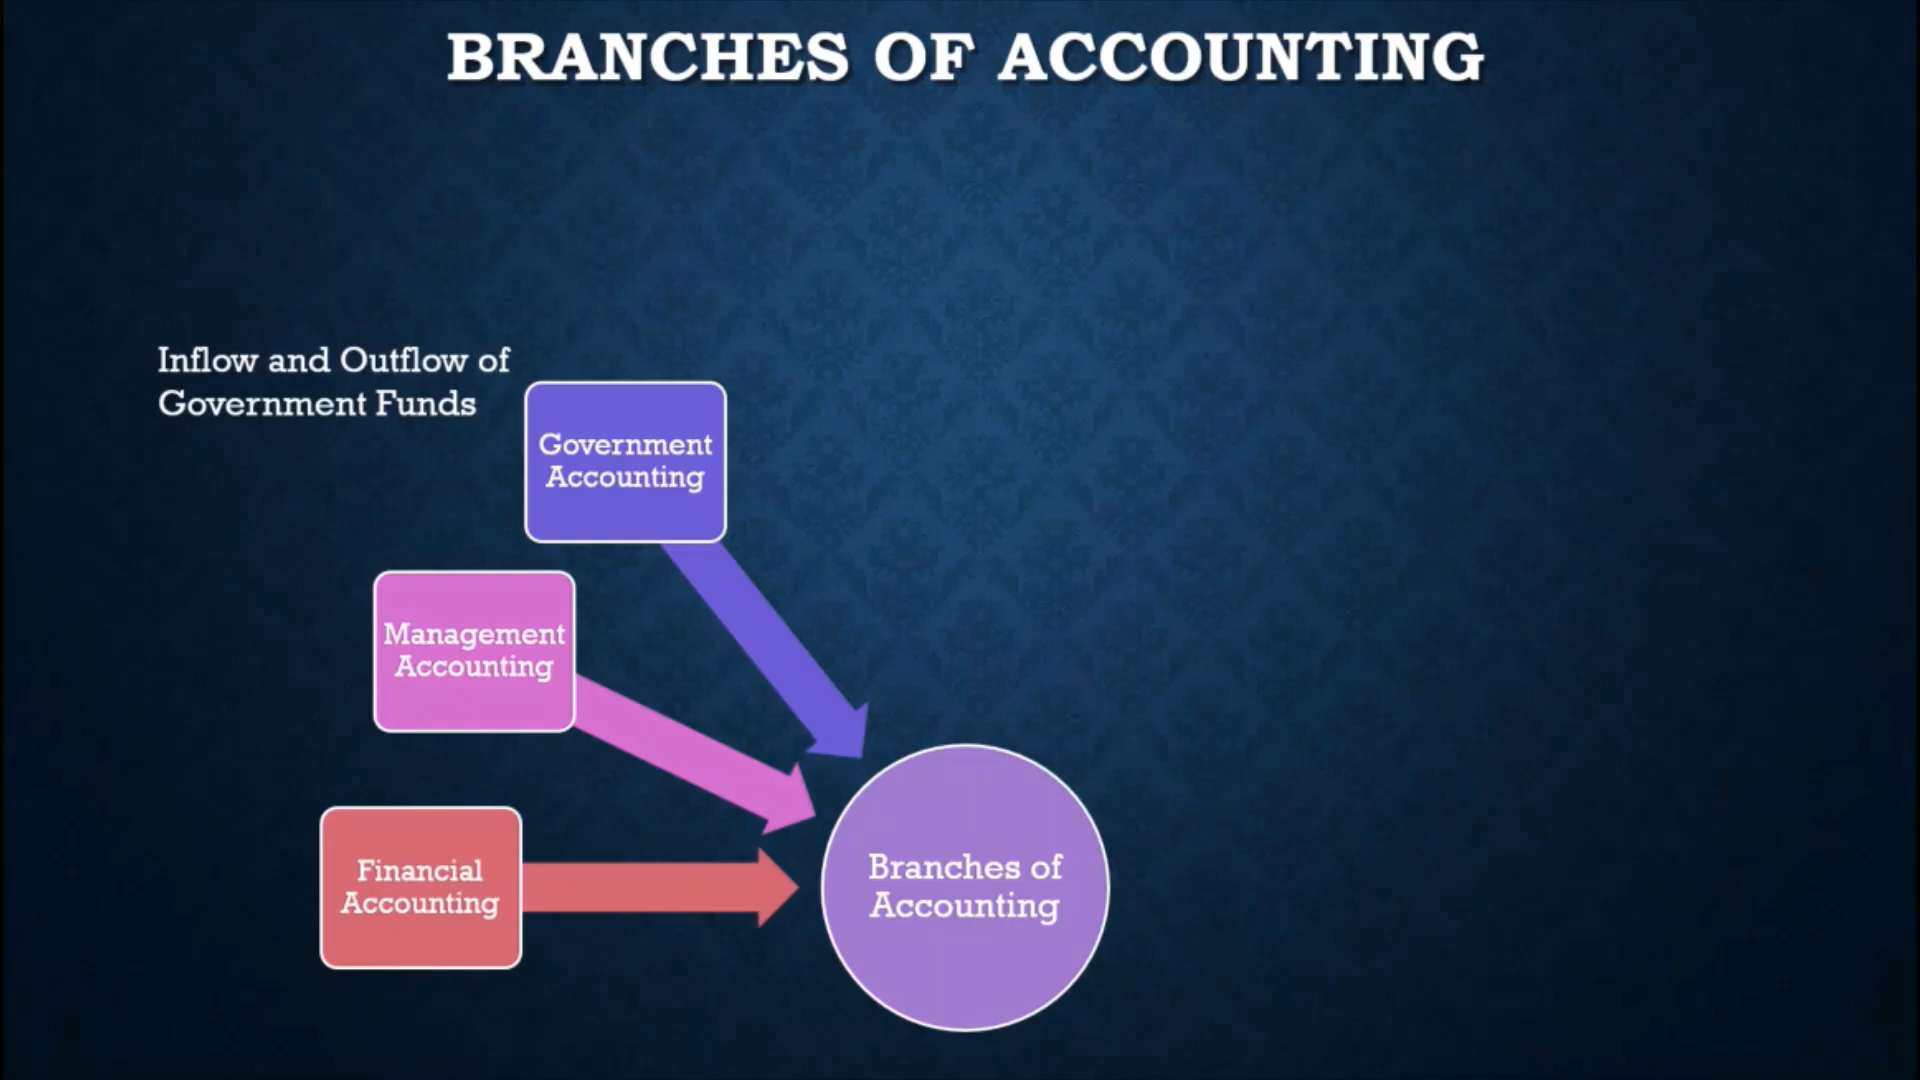 BRANCHES OF ACCOUNTING
Inflow and Outflow of
Government Funds
Government
Accounting
Management
Accounting
Financial
Accounting
Branches of
Accounting